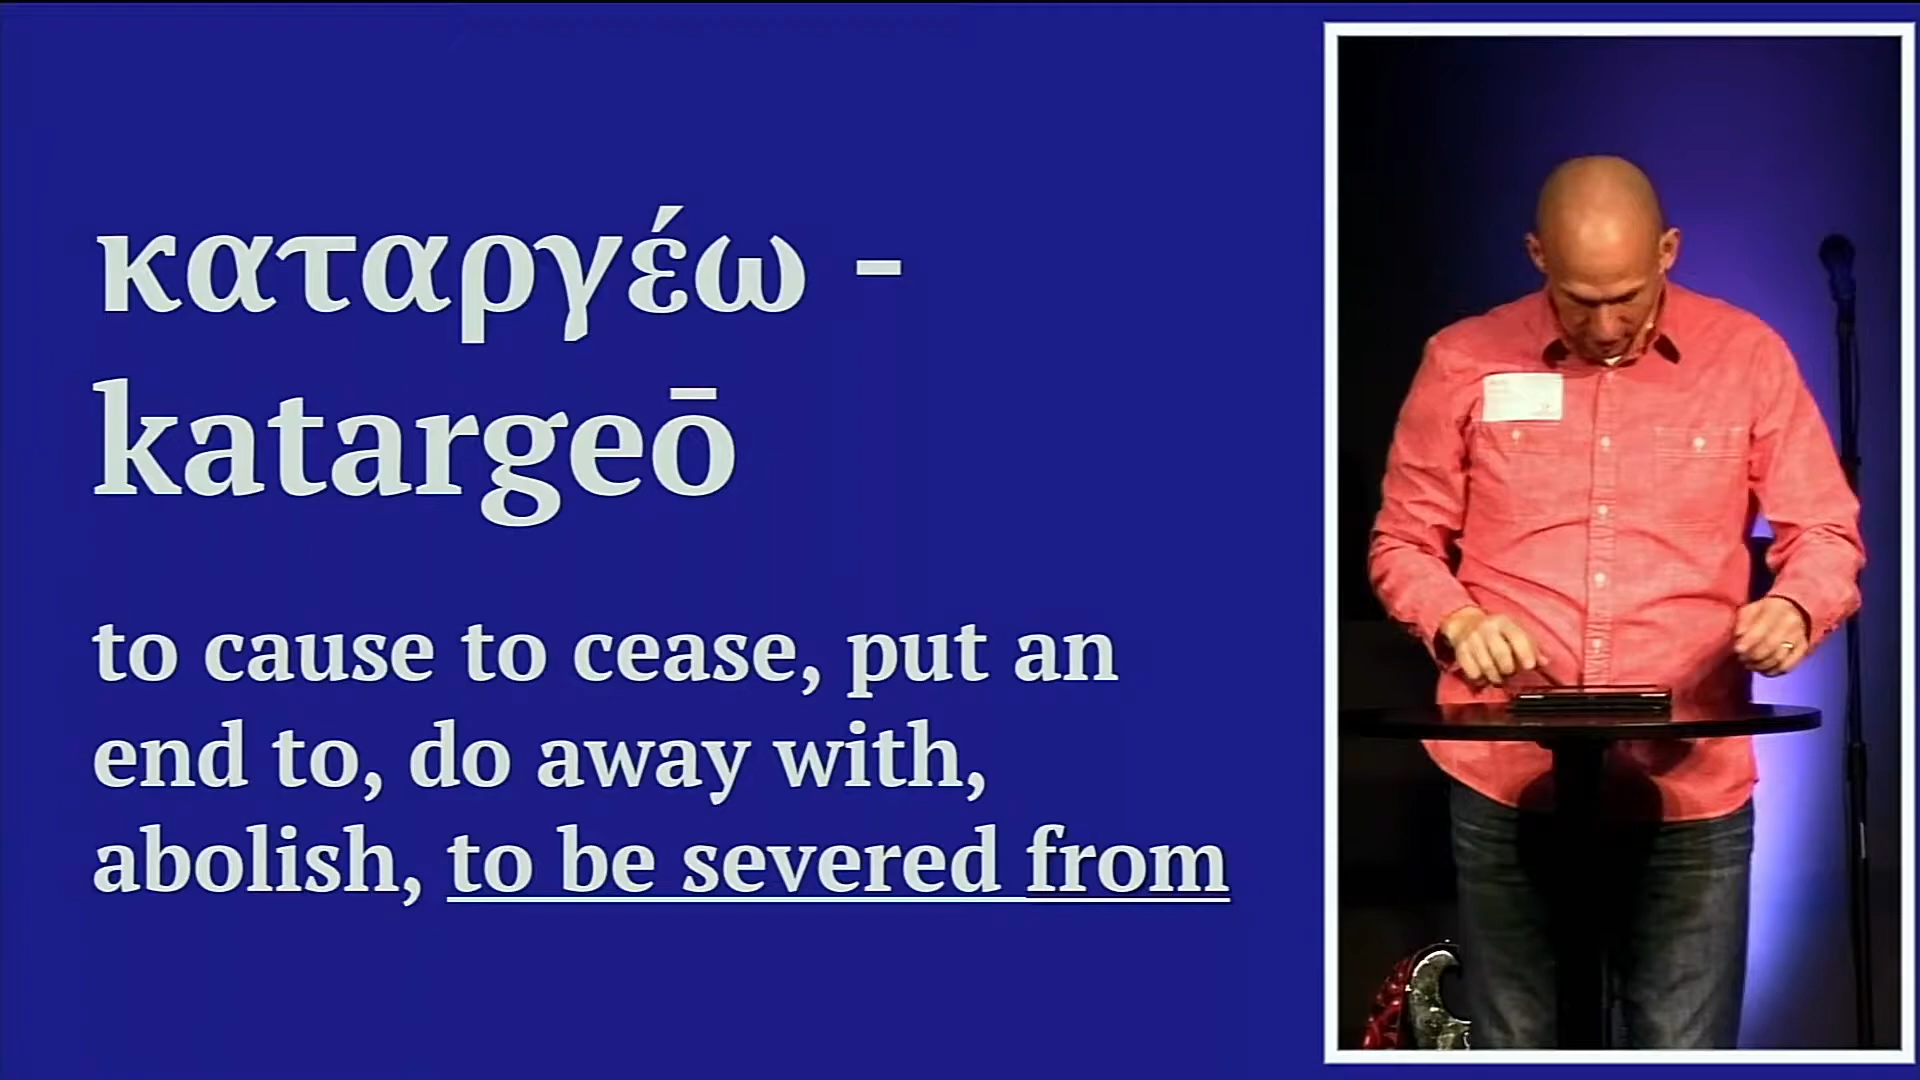 καταργέω -
katargeō
to cause to cease, put an
end to, do away with,
abolish, to be severed from